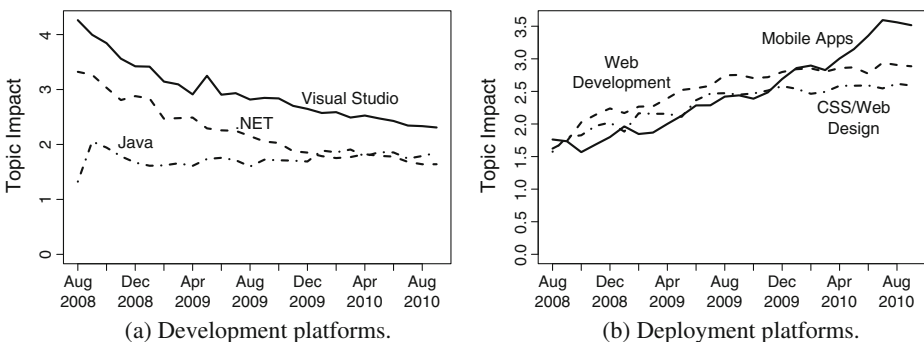 Topic Impact
4
3
2
1
0
Visual Studio
.NET
Java
Aug 2008
Dec 2008
Apr 2009
Aug 2009
Dec 2009
Apr 2010
Aug 2010
(a) Development platforms.
Topic Impact
3.5
3.0
2.5
2.0
1.5
1.0
0.5
0.0
Mobile Apps
Web
Development
CSS/Web
Design
Aug 2008
Dec 2008
Apr 2009
Aug 2009
Dec 2009
Apr 2010
Aug 2010
(b) Deployment platforms.